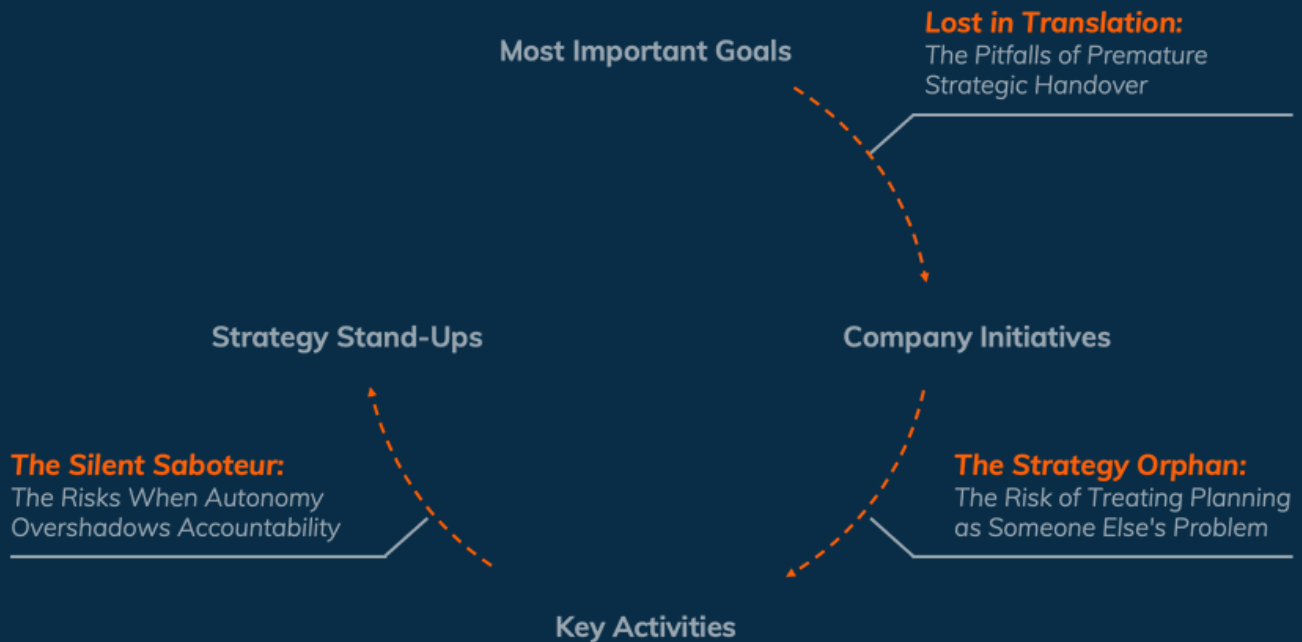 Most Important Goals
Lost in Translation:
The Pitfalls of Premature
Strategic Handover
Strategy Stand-Ups
Company Initiatives
The Silent Saboteur:
The Risks When Autonomy
Overshadows Accountability
The Strategy Orphan:
The Risk of Treating Planning
as Someone Else's Problem
Key Activities